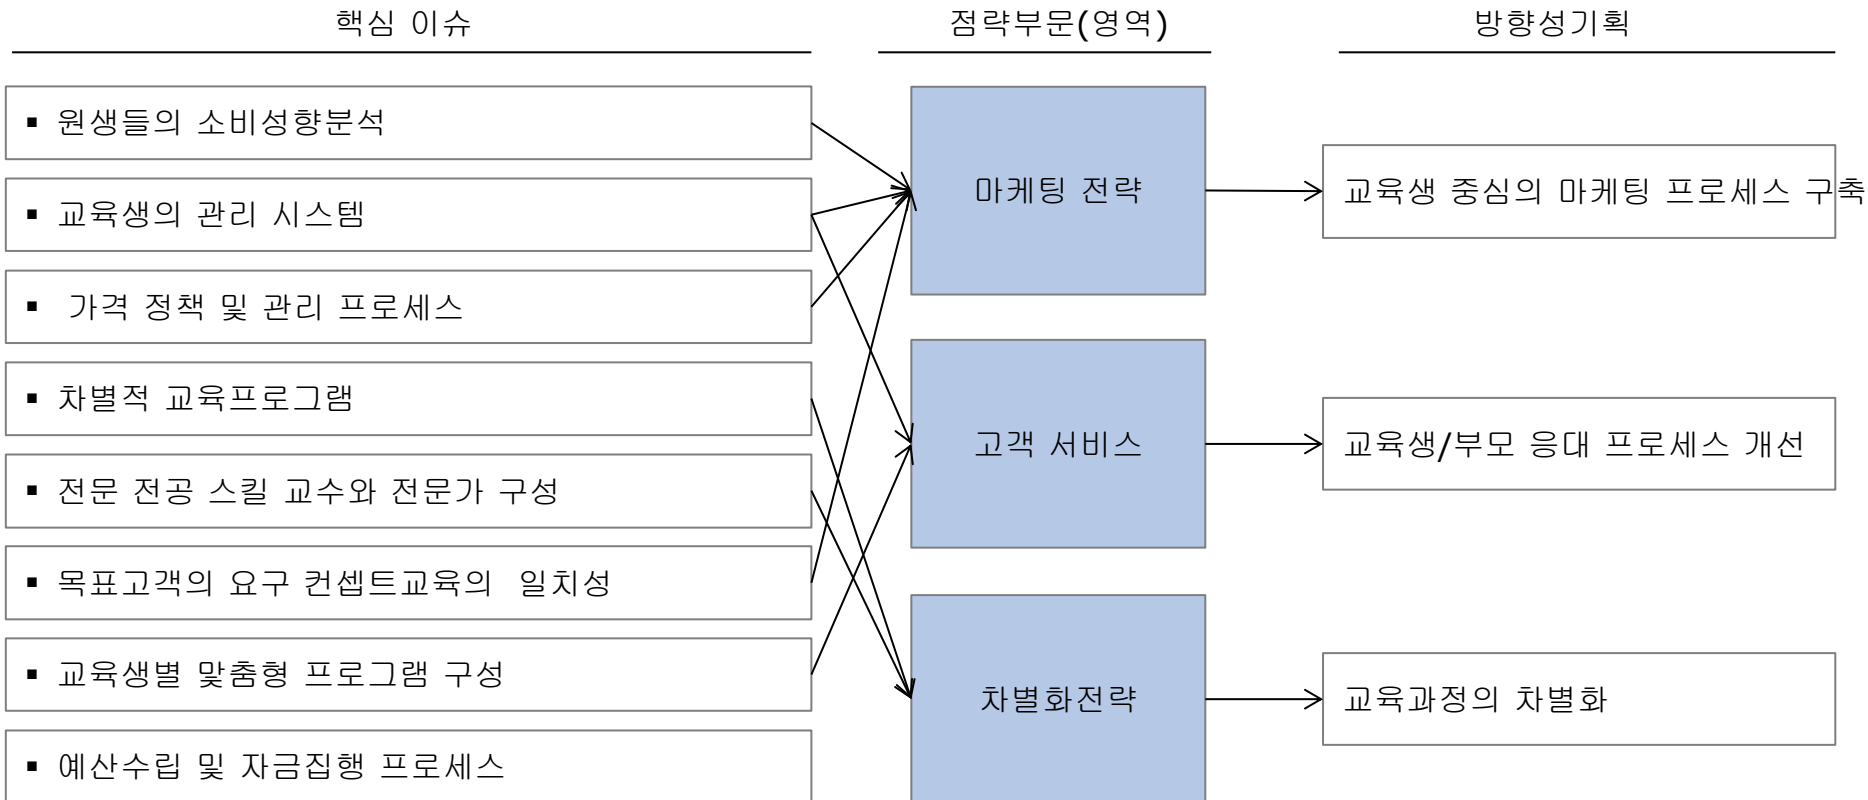 핵심 이슈
점략부문(영역)
방향성기획
▪ 원생들의 소비성향분석
▪ 교육생의 관리 시스템
▪ 가격 정책 및 관리 프로세스
▪ 차별적 교육프로그램
▪ 전문 전공 스킬 교수와 전문가 구성
▪ 목표고객의 요구 컨셉트교육의 일치성
▪ 교육생별 맟춤형 프로그램 구성
▪ 예산수립 및 자금집행 프로세스
마케팅 전략
고객 서비스
차별화전략
교육생 중심의 마케팅 프로세스 구축
교육생/부모 응대 프로세스 개선
교육과정의 차별화